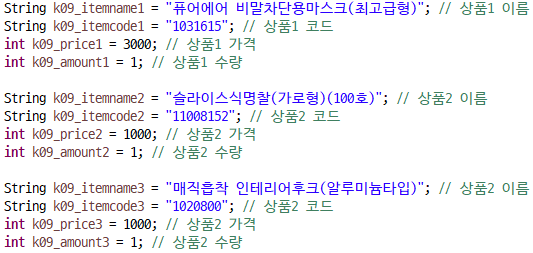 String k09_itemname1 = "퓨어에어 비말차단용마스크(최고급형)"; // 상품1 이름
String k09_itemcode1 = "1031615"; // 상품1 코드
int k09_price1 = 3000; // 상품1 가격
int k09_amount1 = 1; // 상품1 수량
String k09_itemname2 = "슬라이스식명찰(가로형)(100호)"; // 상품2 이름
String k09_itemcode2 = "11008152"; // 상품2 코드
int k09_price2 = 1000; // 상품2 가격
int k09_amount2 = 1; // 상품2 수량
String k09_itemname3 = "매직흡착 인테리어후크(알루미늄타입)"; // 상품2 이름
String k09_itemcode3 = "1020800"; // 상품2 코드
int k09_price3 = 1000; // 상품2 가격
int k09_amount3 = 1; // 상품2 수량